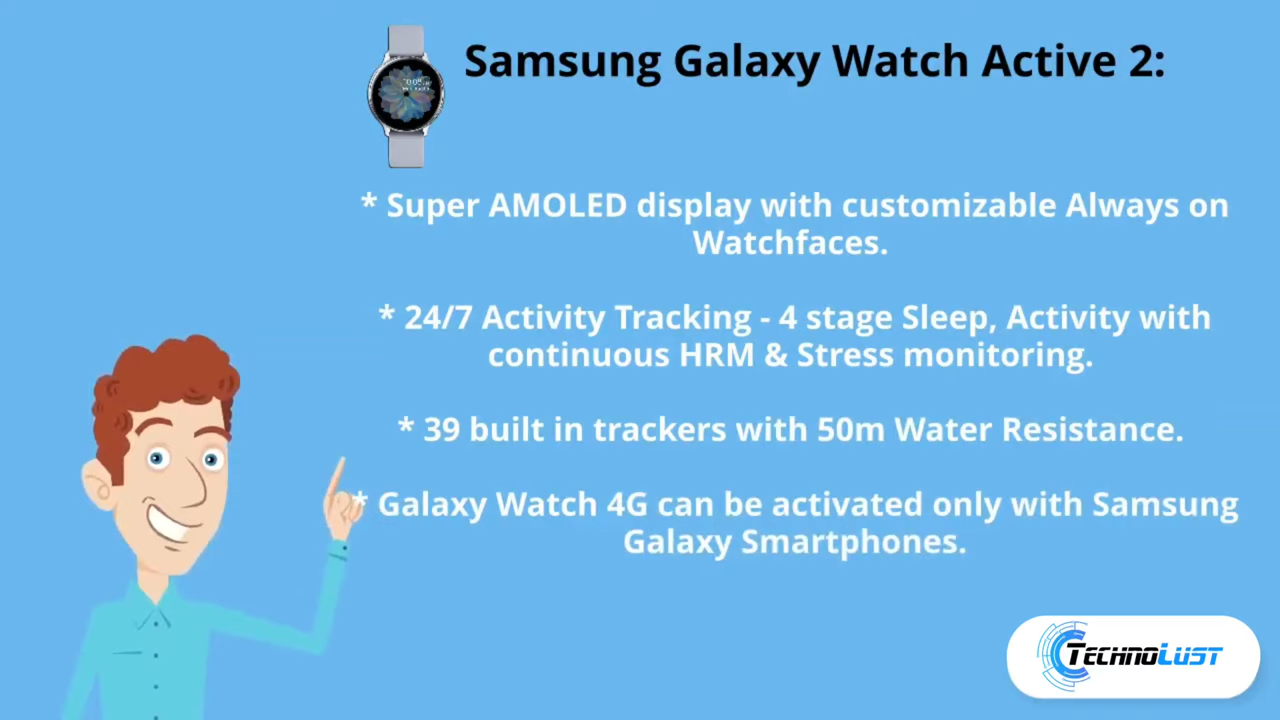 Samsung Galaxy Watch Active 2:
* Super AMOLED display with customizable Always on
Watchfaces.
* 24/7 Activity Tracking - 4 stage Sleep, Activity with
continuous HRM & Stress monitoring.
* 39 built in trackers with 50m Water Resistance.
* Galaxy Watch 4G can be activated only with Samsung
Galaxy Smartphones.
TECHNOLUST